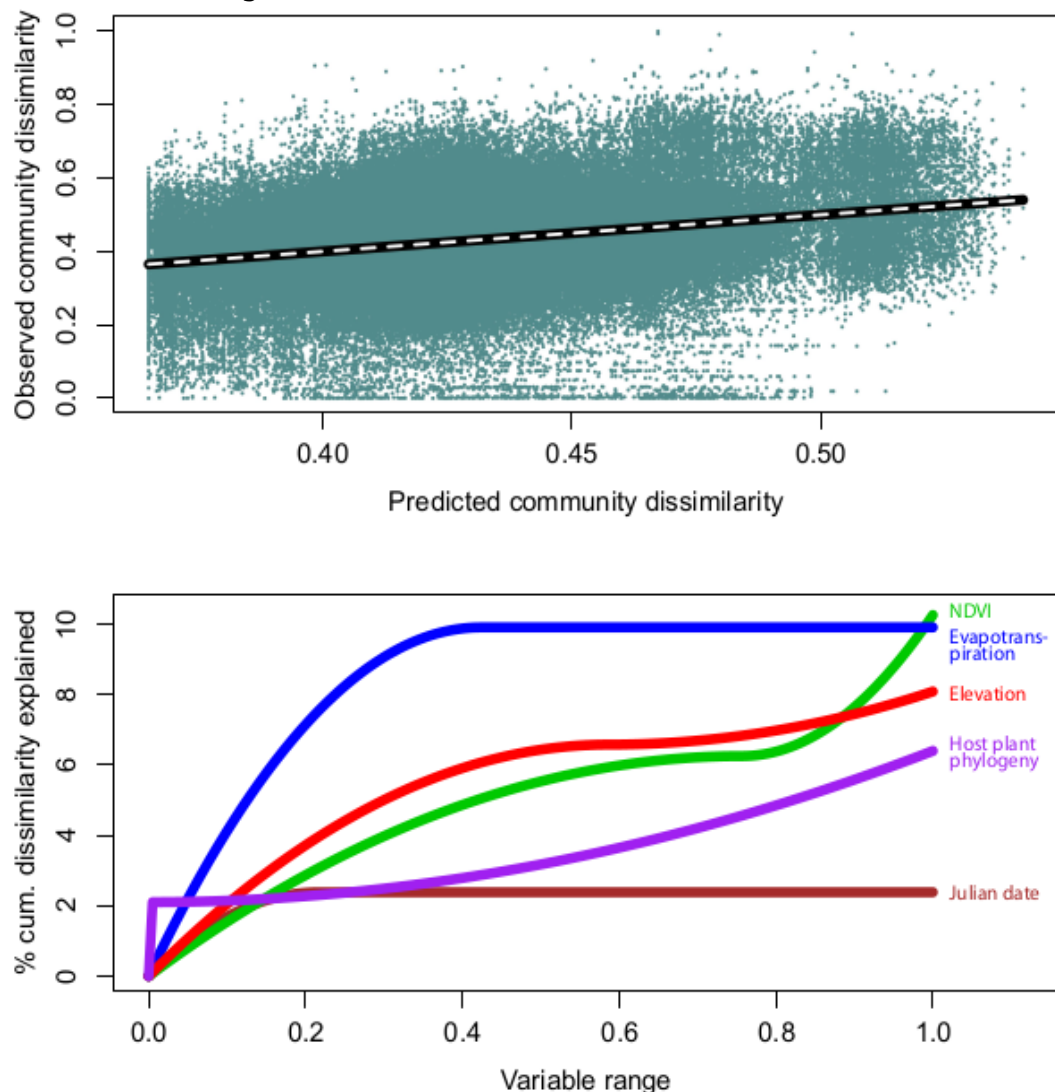 Observed community dissimilarity
1.0
0.8
0.6
0.4
0.2
0.0
0.40 0.45 0.50
Predicted community dissimilarity
% cum. dissimilarity explained
10
8
6
4
2
0
NDVI
Evapotrans-
piration
Elevation
Host plant
phylogeny
Julian date
0.0 0.2 0.4 0.6 0.8 1.0
Variable range